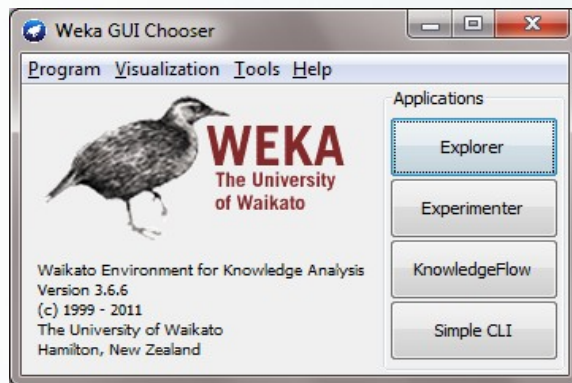 Weka GUI Chooser
Program Visualization Tools Help
Applications
Explorer
Experimenter
KnowledgeFlow
Simple CLI
WEKA
The University
of Waikato
Waikato Environment for Knowledge Analysis
Version 3.6.6
(c) 1999 - 2011
The University of Waikato
Hamilton, New Zealand